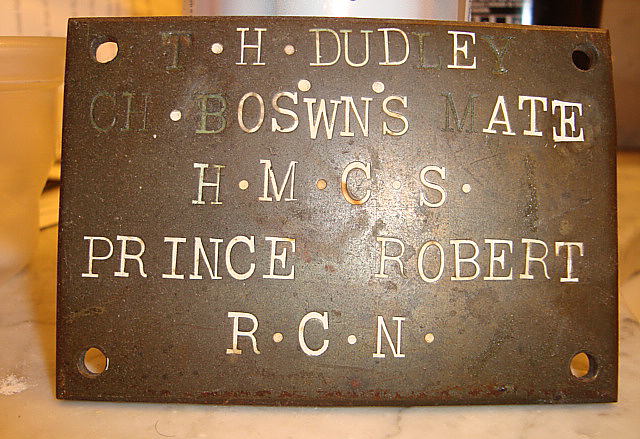 T·H·DUDLEY
CH·BOSWNS MATE
H·M·C·S·
PRINCE ROBERT
R·C·N·